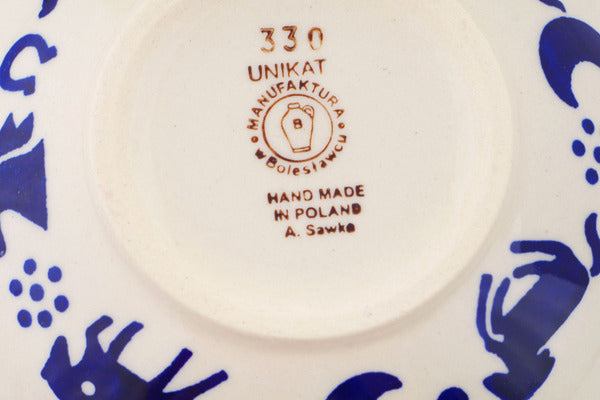 330
UNIKAT
MANUFAKTURA
B
w Bolesławcu
HAND MADE
IN POLAND
A. Sawka